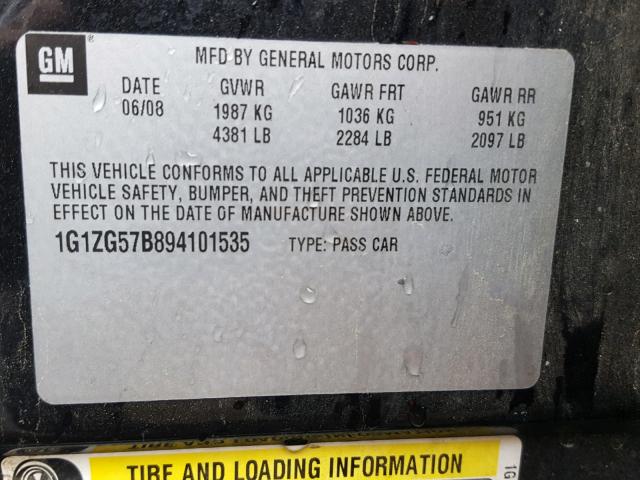 GM
MFD BY GENERAL MOTORS CORP.
DATE GVWR GAWR FRT GAWR RR
06/08 1987 KG 1036 KG 951 KG
4381 LB 2284 LB 2097 LB
THIS VEHICLE CONFORMS TO ALL APPLICABLE U.S. FEDERAL MOTOR
VEHICLE SAFETY, BUMPER, AND THEFT PREVENTION STANDARDS IN
EFFECT ON THE DATE OF MANUFACTURE SHOWN ABOVE.
1G1ZG57B894101535 TYPE: PASS CAR
TIRE AND LOADING INFORMATION
1G